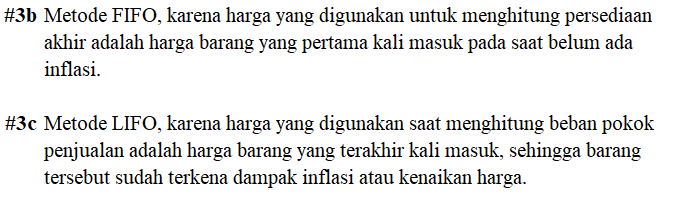 #3b Metode FIFO, karena harga yang digunakan untuk menghitung persediaan
akhir adalah harga barang yang pertama kali masuk pada saat belum ada
inflasi.
#3c Metode LIFO, karena harga yang digunakan saat menghitung beban pokok
penjualan adalah harga barang yang terakhir kali masuk, sehingga barang
tersebut sudah terkena dampak inflasi atau kenaikan harga.